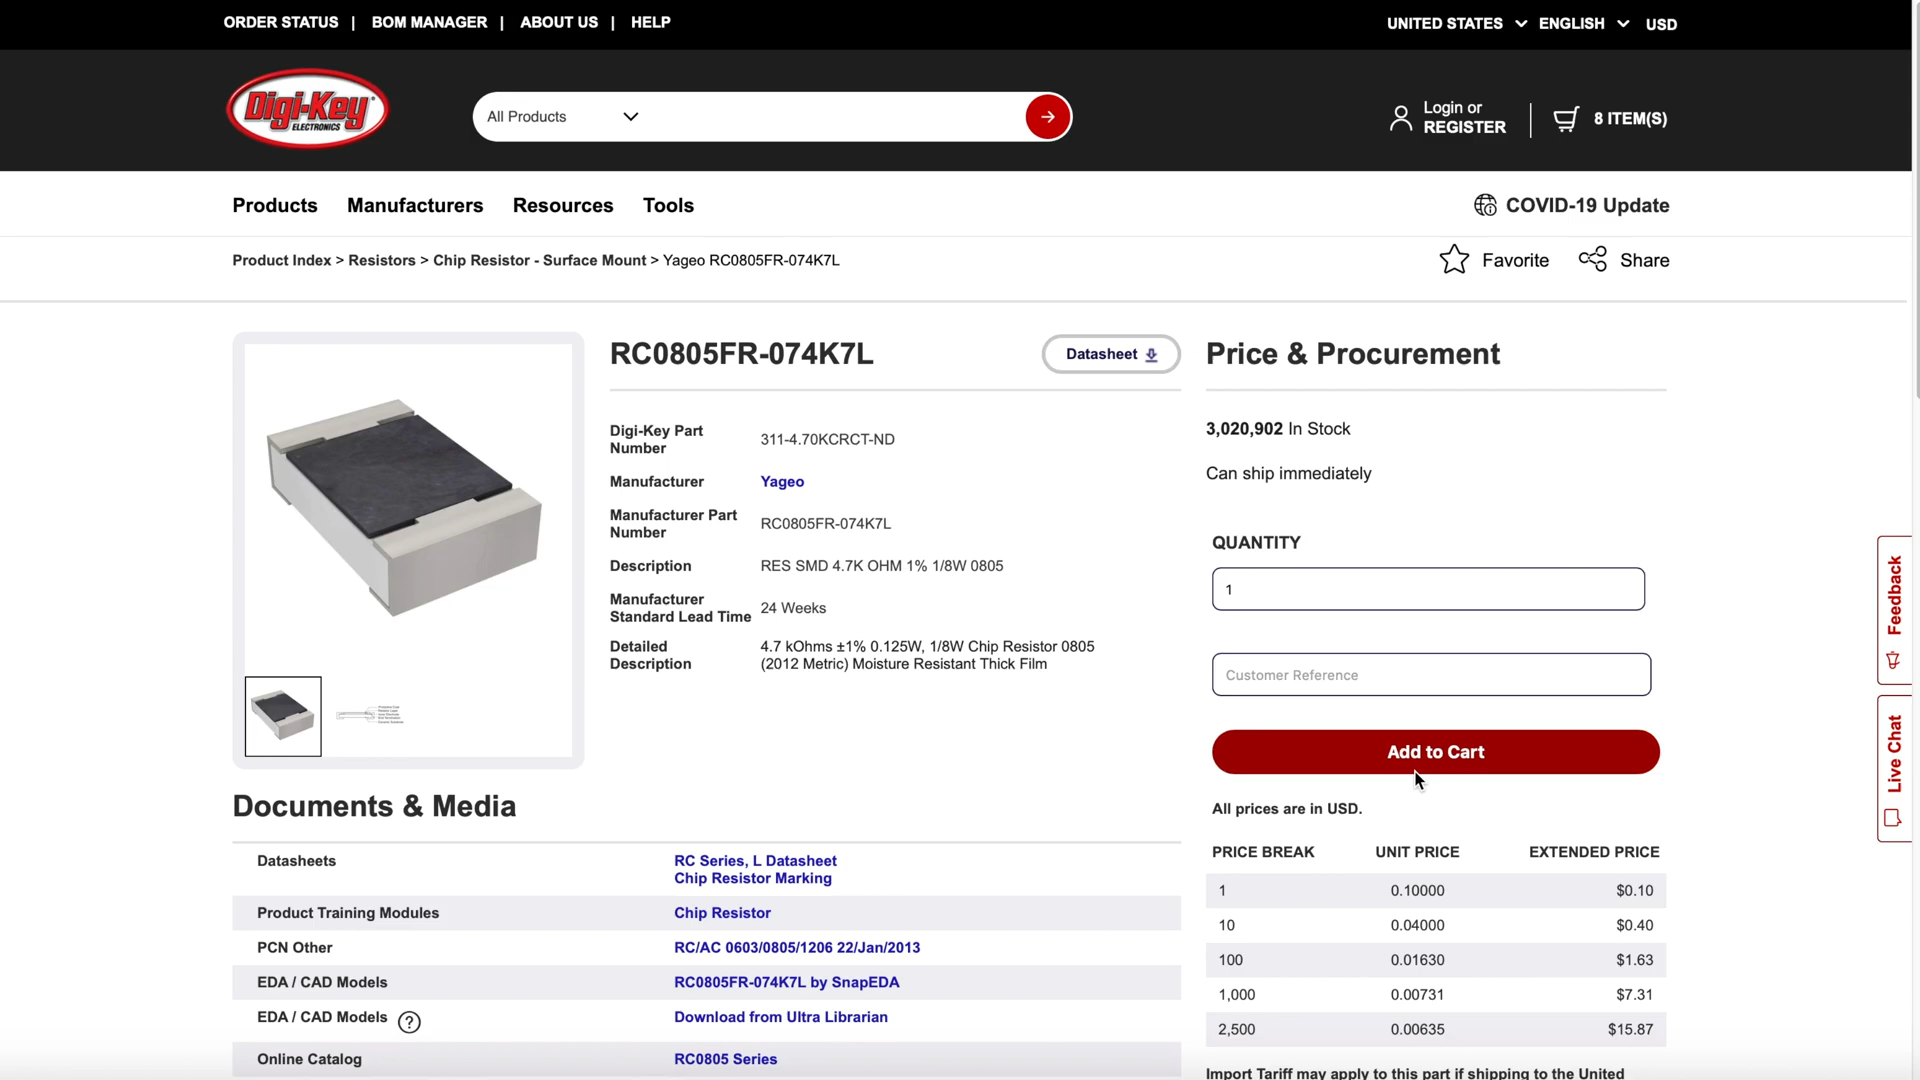 ORDER STATUS | BOM MANAGER | ABOUT US | HELP
UNITED STATES ENGLISH USD
Digi-Key
ELECTRONICS
All Products
Login or
REGISTER
8 ITEM(S)
Products Manufacturers Resources Tools
COVID-19 Update
Product Index > Resistors > Chip Resistor - Surface Mount > Yageo RC0805FR-074K7L
Favorite
Share
RC0805FR-074K7L
Datasheet
Digi-Key Part
Number
311-4.70KCRCT-ND
Manufacturer
Yageo
Manufacturer Part
Number
RC0805FR-074K7L
Description
RES SMD 4.7K OHM 1% 1/8W 0805
Manufacturer
Standard Lead Time
24 Weeks
Detailed
Description
4.7 kOhms ±1% 0.125W, 1/8W Chip Resistor 0805
(2012 Metric) Moisture Resistant Thick Film
Price & Procurement
3,020,902 In Stock
Can ship immediately
QUANTITY
1
Customer Reference
Add to Cart
All prices are in USD.
PRICE BREAK UNIT PRICE EXTENDED PRICE
1 0.10000 $0.10
10 0.04000 $0.40
100 0.01630 $1.63
1,000 0.00731 $7.31
2,500 0.00635 $15.87
Import Tariff may apply to this part if shipping to the United
Feedback
Live Chat
Documents & Media
Datasheets
RC Series, L Datasheet
Chip Resistor Marking
Product Training Modules
Chip Resistor
PCN Other
RC/AC 0603/0805/1206 22/Jan/2013
EDA / CAD Models
RC0805FR-074K7L by SnapEDA
EDA / CAD Models ?
Download from Ultra Librarian
Online Catalog
RC0805 Series